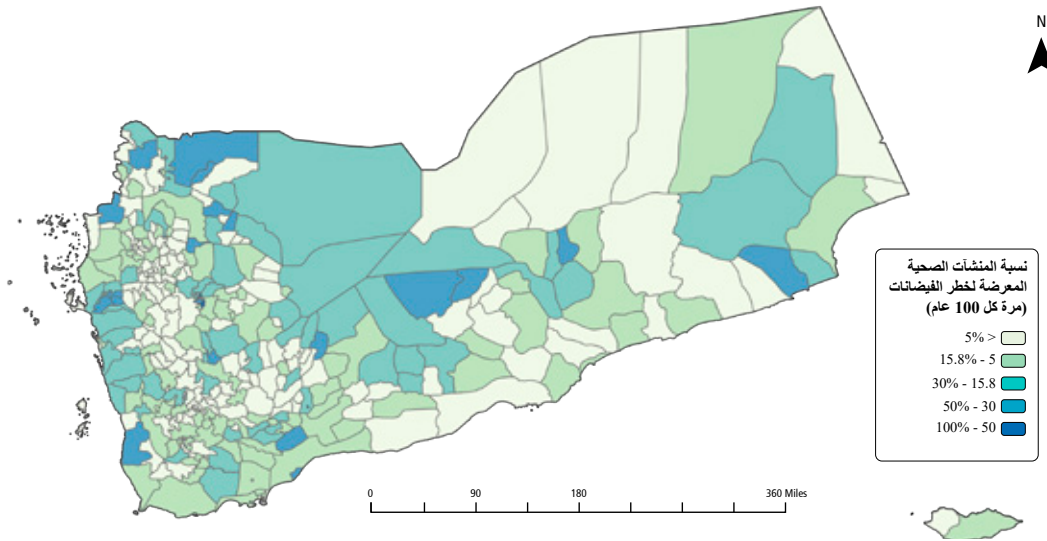 N
نسبة المنشآت الصحية
المعرضة لخطر الفيضانات
(مرة كل 100 عام)
5% >
15.8% - 5
30% - 15.8
50% - 30
100% - 50
0 90 180 360 Miles